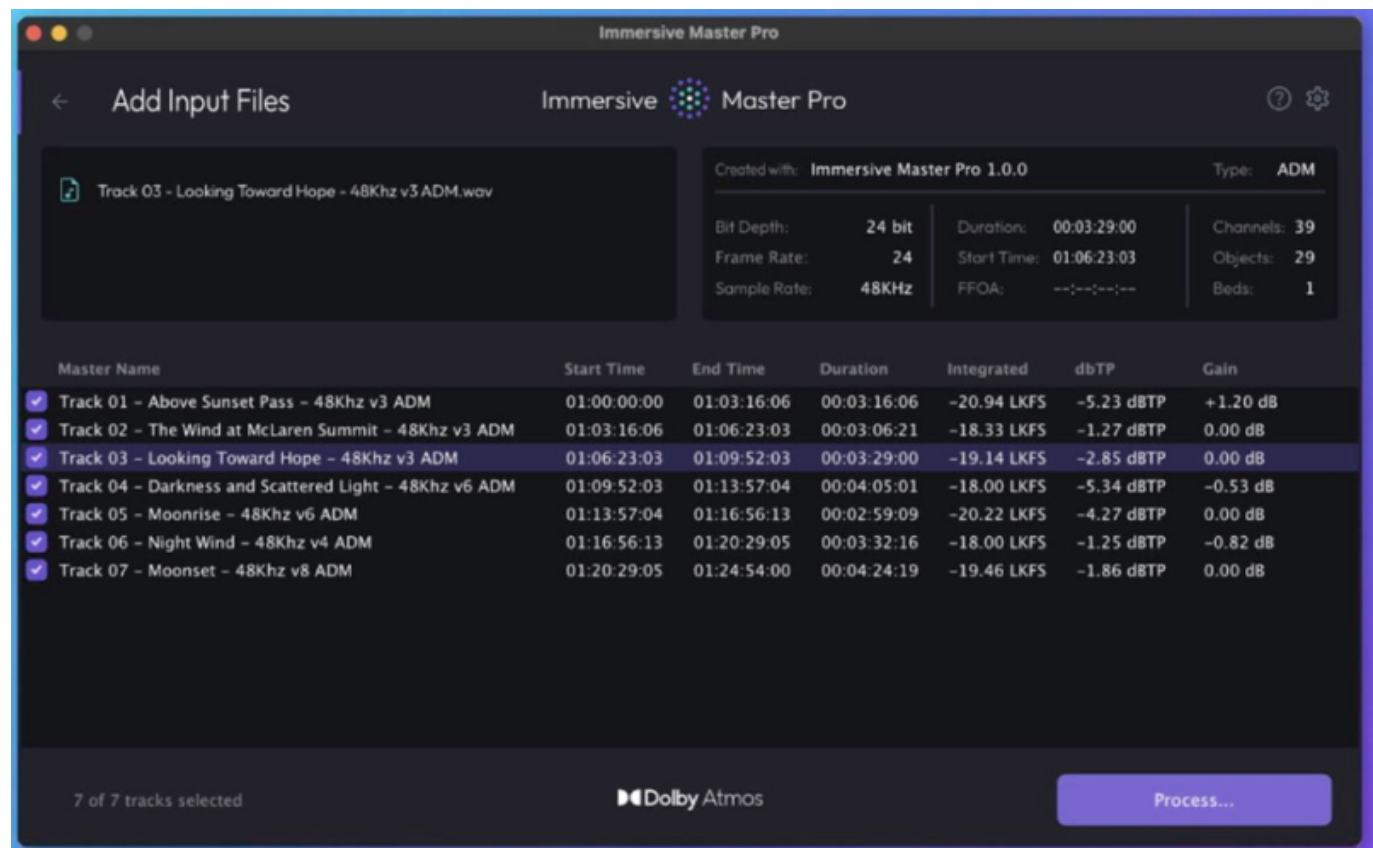 Immersive Master Pro
Add Input Files
Immersive Master Pro
Track 03 - Looking Toward Hope - 48Khz v3 ADM.wav
Created with: Immersive Master Pro 1.0.0 Type: ADM
Bit Depth: 24 bit Duration: 00:03:29:00 Channels: 39
Frame Rate: 24 Start Time: 01:06:23:03 Objects: 29
Sample Rate: 48KHz FFOA: --:--:--:-- Beds: 1
Master Name Start Time End Time Duration Integrated dbTP Gain
Track 01 – Above Sunset Pass – 48Khz v3 ADM 01:00:00:00 01:03:16:06 00:03:16:06 -20.94 LKFS -5.23 dBTP +1.20 dB
Track 02 – The Wind at McLaren Summit – 48Khz v3 ADM 01:03:16:06 01:06:23:03 00:03:06:21 -18.33 LKFS -1.27 dBTP 0.00 dB
Track 03 – Looking Toward Hope – 48Khz v3 ADM 01:06:23:03 01:09:52:03 00:03:29:00 -19.14 LKFS -2.85 dBTP 0.00 dB
Track 04 – Darkness and Scattered Light – 48Khz v6 ADM 01:09:52:03 01:13:57:04 00:04:05:01 -18.00 LKFS -5.34 dBTP -0.53 dB
Track 05 – Moonrise – 48Khz v6 ADM 01:13:57:04 01:16:56:13 00:02:59:09 -20.22 LKFS -4.27 dBTP 0.00 dB
Track 06 – Night Wind – 48Khz v4 ADM 01:16:56:13 01:20:29:05 00:03:32:16 -18.00 LKFS -1.25 dBTP -0.82 dB
Track 07 – Moonset – 48Khz v8 ADM 01:20:29:05 01:24:54:00 00:04:24:19 -19.46 LKFS -1.86 dBTP 0.00 dB
7 of 7 tracks selected
Dolby Atmos
Process...